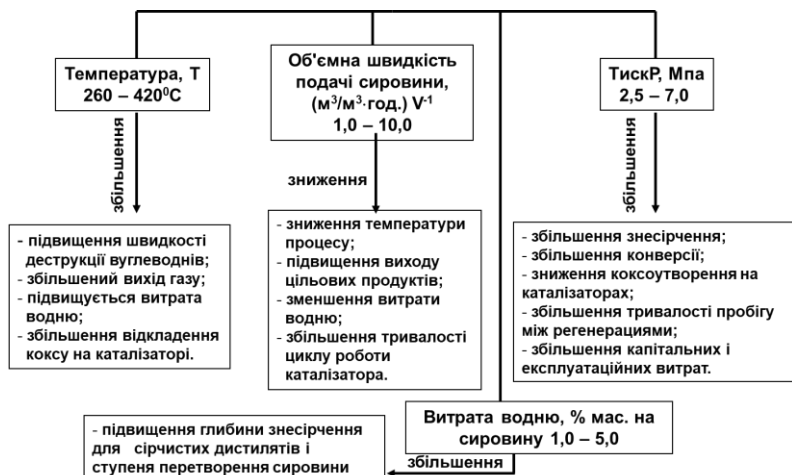 Температура, Т
260 – 420⁰С
збільшення
- підвищення швидкості
деструкції вуглеводнів;
- збільшений вихід газу;
- підвищується витрата
водню;
- збільшення відкладення
коксу на каталізаторі.
Об'ємна швидкість
подачі сировини,
(м³/м³·год.) V⁻¹
1,0 – 10,0
зниження
- зниження температури
процесу;
- підвищення виходу
цільових продуктів;
- зменшення витрати
водню;
- збільшення тривалості
циклу роботи
каталізатора.
ТискР, Мпа
2,5 – 7,0
збільшення
- збільшення знесірчення;
- збільшення конверсії;
- зниження коксоутворення на
каталізаторах;
- збільшення тривалості пробігу
між регенераціями;
- збільшення капітальних і
експлуатаційних витрат.
Витрата водню, % мас. на
сировину 1,0 – 5,0
збільшення
- підвищення глибини знесірчення
для сірчистих дистилятів і
ступеня перетворення сировини